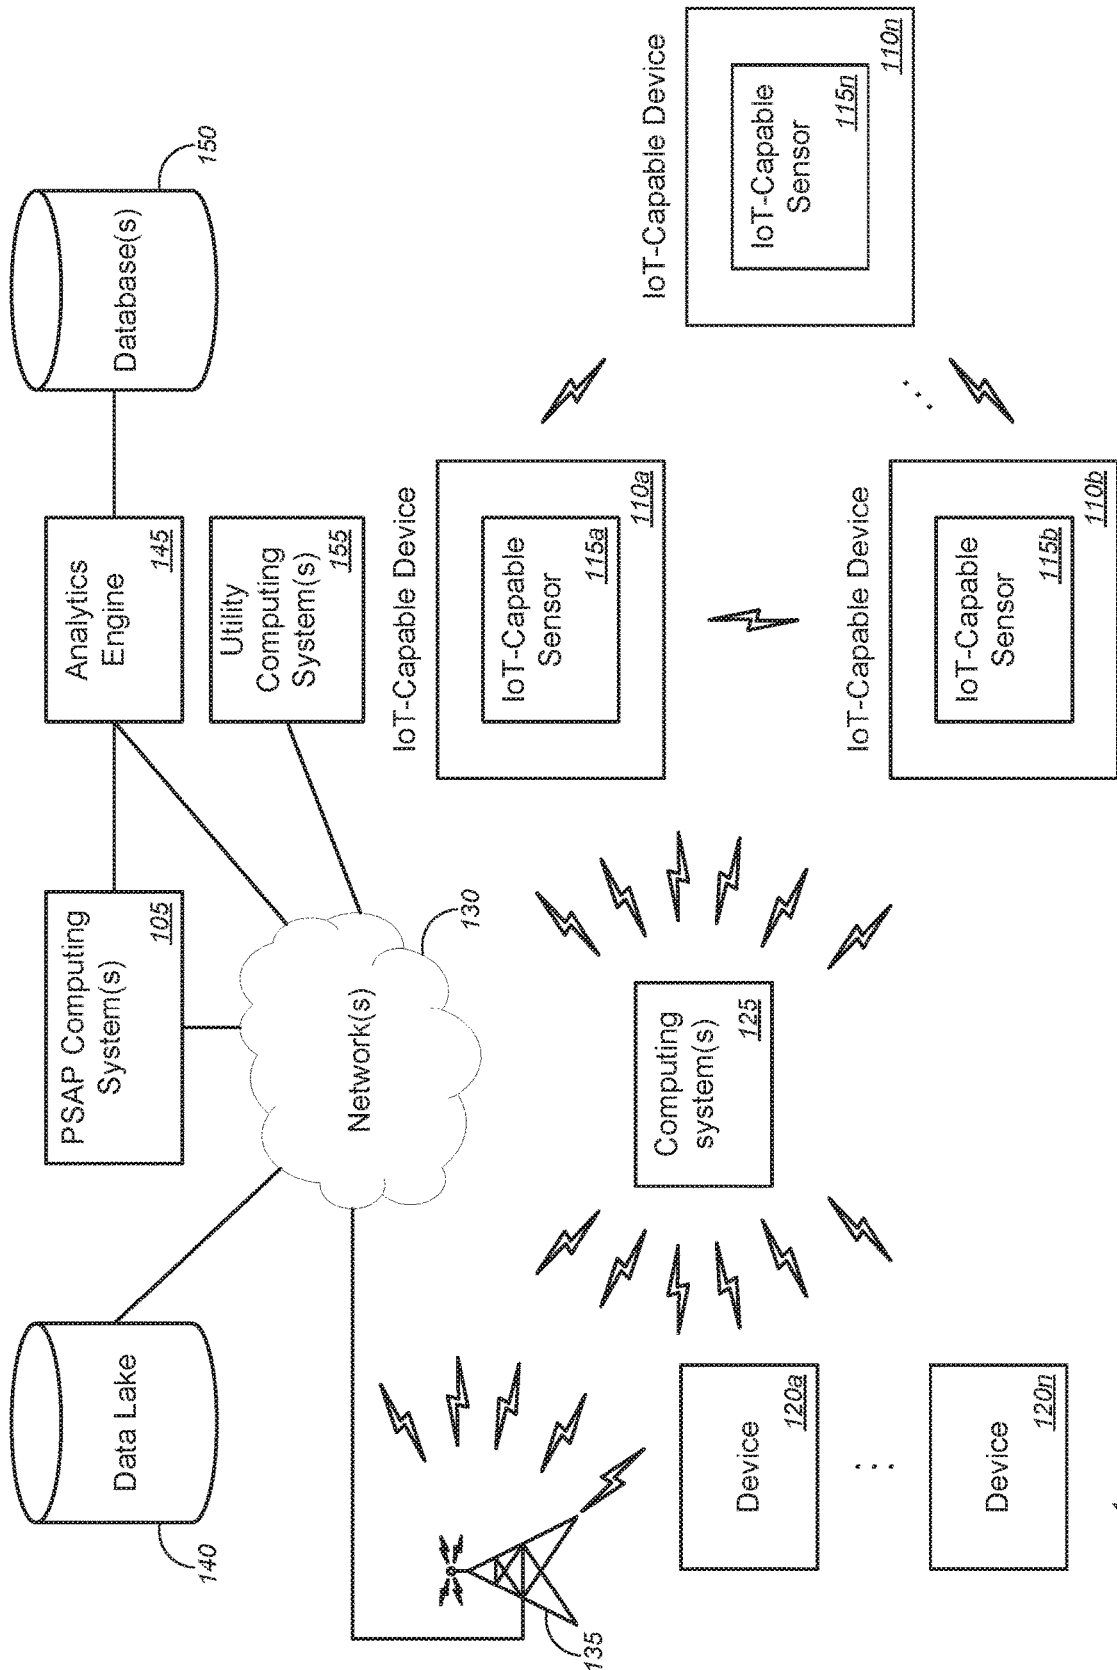 Data Lake
140
PSAP Computing
System(s)
105
Analytics
Engine
145
Database(s)
150
Utility
Computing
System(s)
155
Network(s)
130
135
Device
120a
. . .
Device
120n
Computing
system(s)
125
IoT-Capable Device
IoT-Capable
Sensor
115a
110a
IoT-Capable Device
IoT-Capable
Sensor
115b
110b
. . .
IoT-Capable Device
IoT-Capable
Sensor
115n
110n